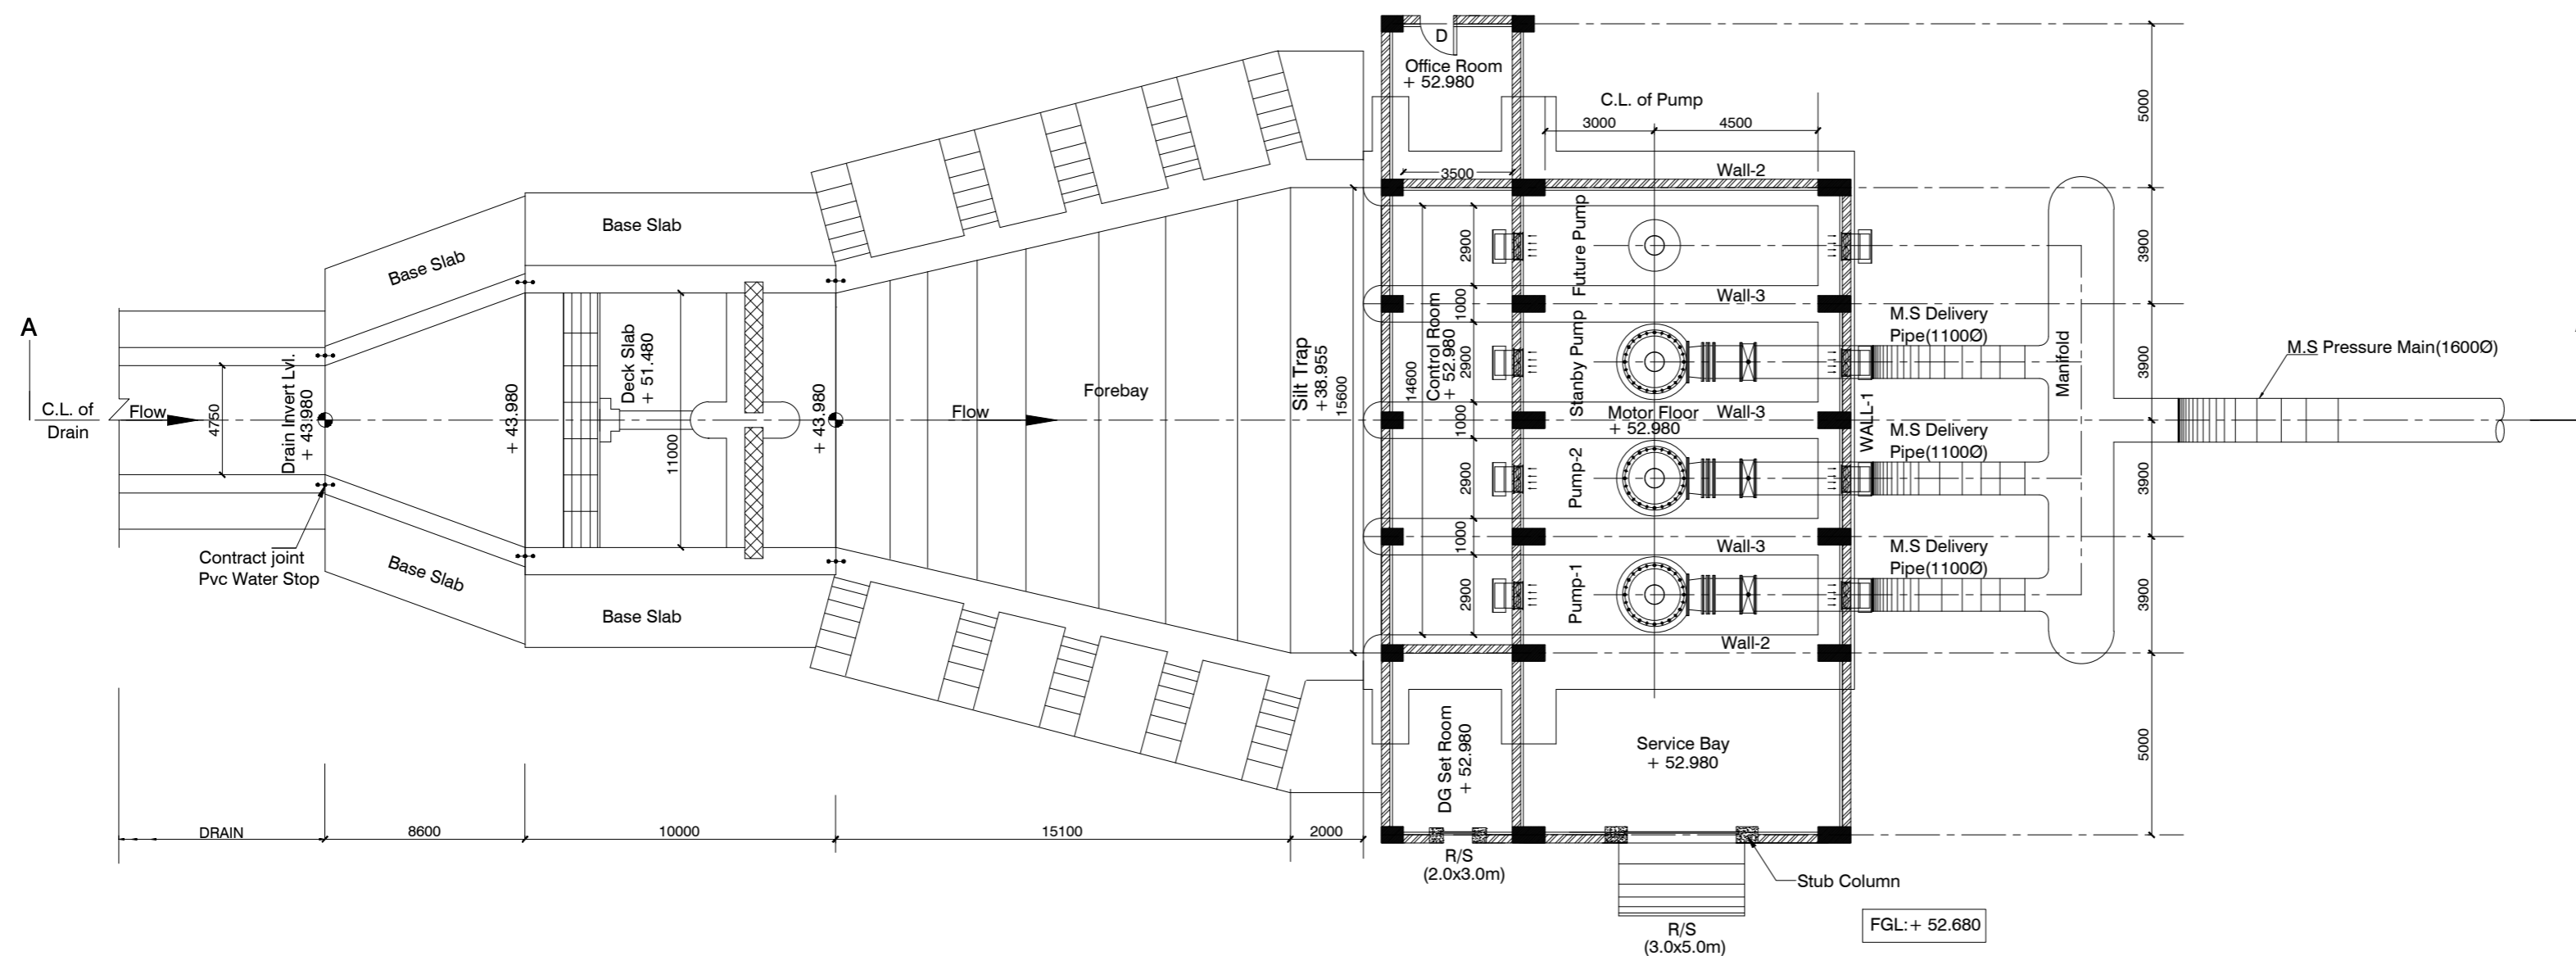 D
Office Room
+ 52.980
C.L. of Pump
3000
4500
5000
3500
Wall-2
A
C.L. of
Drain
Flow
4750
Drain Invert Lvl.
+ 43.980
Base Slab
Base Slab
+ 43.980
Deck Slab
+ 51.480
11000
+ 43.980
Flow
Forebay
Silt Trap
+38.955
15600
14600
Control Room
+ 52.980
2900
1000
2900
1000
2900
1000
2900
Future Pump
Wall-3
Stanby Pump
Motor Floor
+ 52.980
Wall-3
Pump-2
Wall-3
Pump-1
Wall-2
WALL-1
M.S Delivery
Pipe(1100Ø)
M.S Delivery
Pipe(1100Ø)
M.S Delivery
Pipe(1100Ø)
Manifold
3900
3900
3900
3900
5000
M.S Pressure Main(1600Ø)
Contract joint
Pvc Water Stop
Base Slab
Base Slab
DG Set Room
+ 52.980
Service Bay
+ 52.980
DRAIN
8600
10000
15100
2000
R/S
(2.0x3.0m)
Stub Column
R/S
(3.0x5.0m)
FGL:+ 52.680